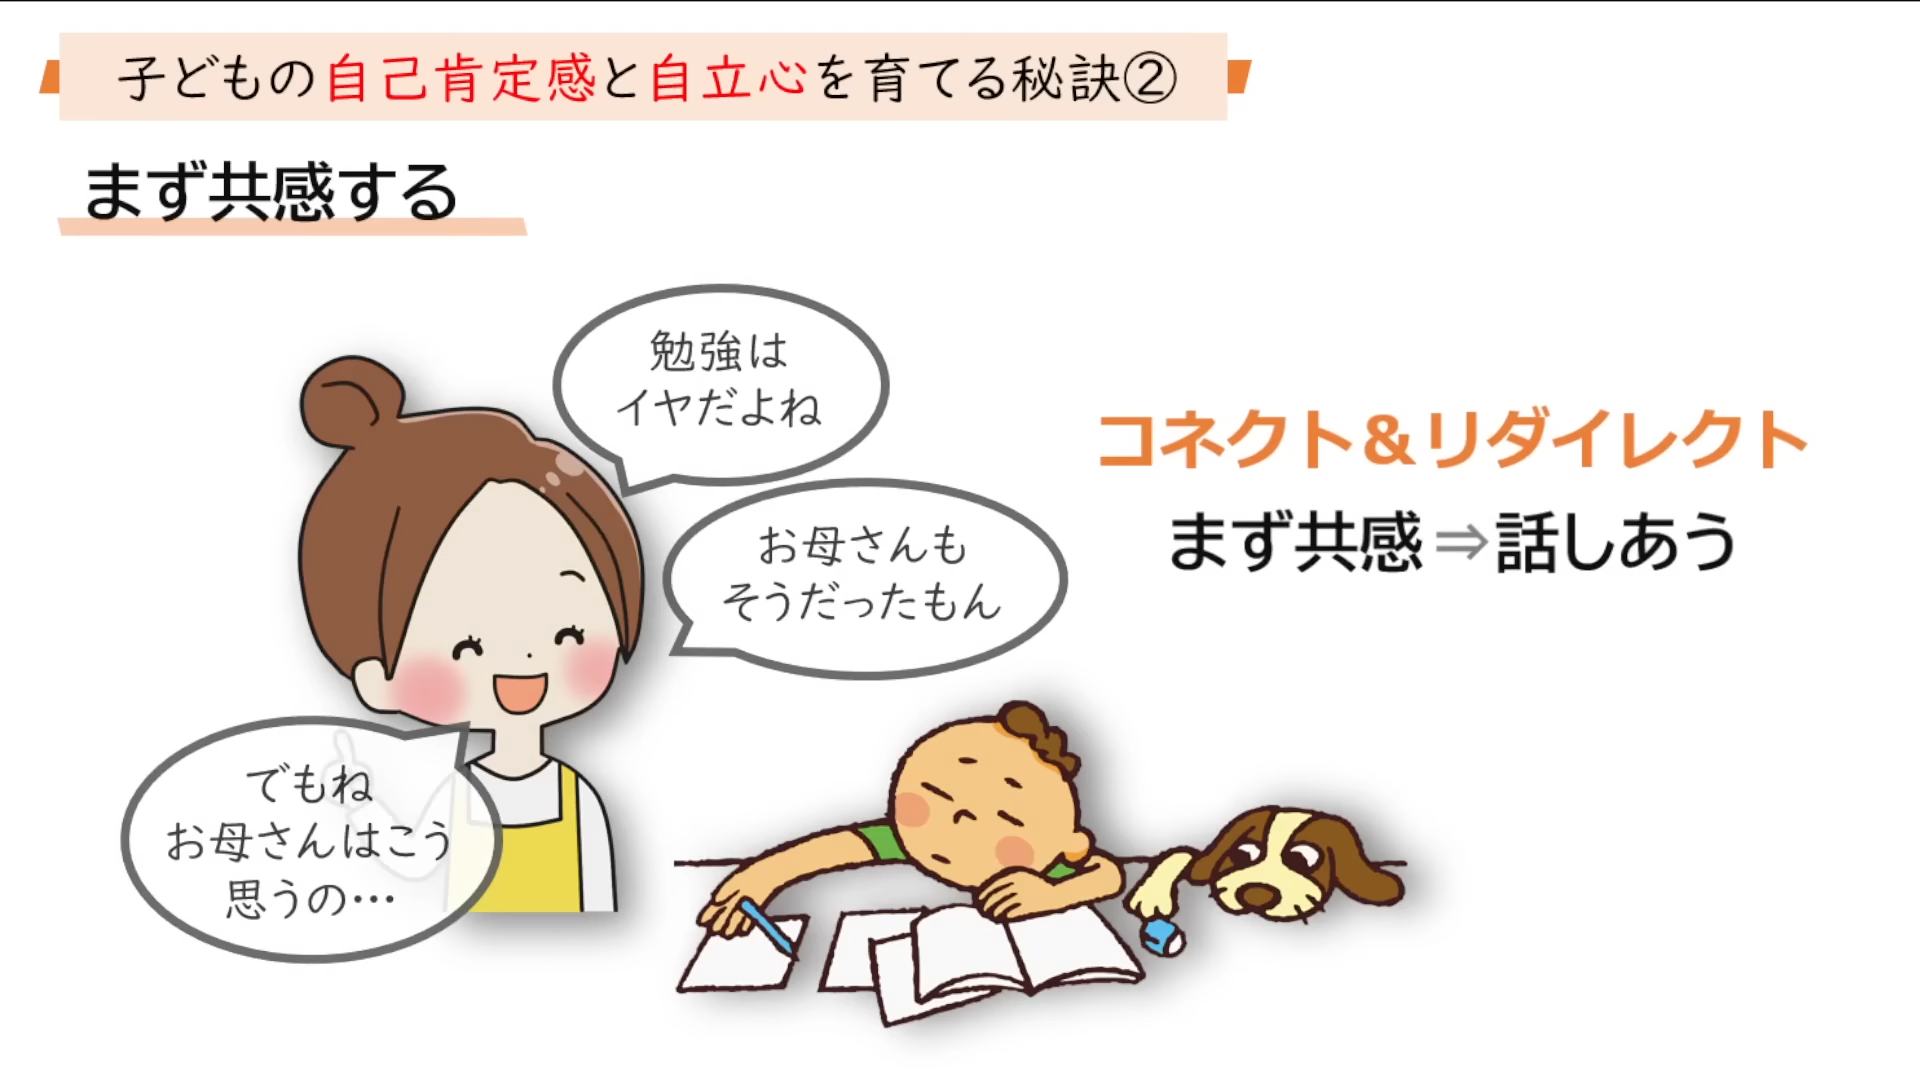 子どもの自己肯定感と自立心を育てる秘訣②
まず共感する
勉強は
イヤだよね
お母さんも
そうだったもん
コネクト＆リダイレクト
まず共感⇒話しあう
でもね
お母さんはこう
思うの…